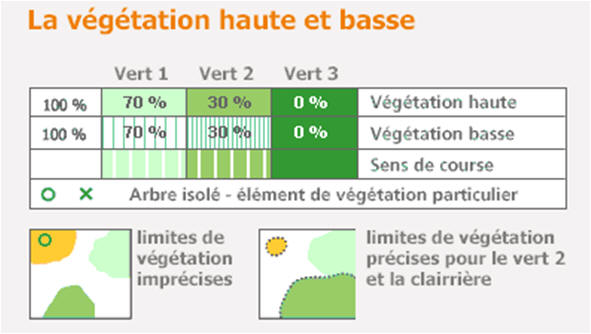 La végétation haute et basse
Vert 1 Vert 2 Vert 3
100 % 70 % 30 % 0 % Végétation haute
100 % 70 % 30 % 0 % Végétation basse
Sens de course
Arbre isolé - élément de végétation particulier
limites de
végétation
imprécises
limites de végétation
précises pour le vert 2
et la clairrière